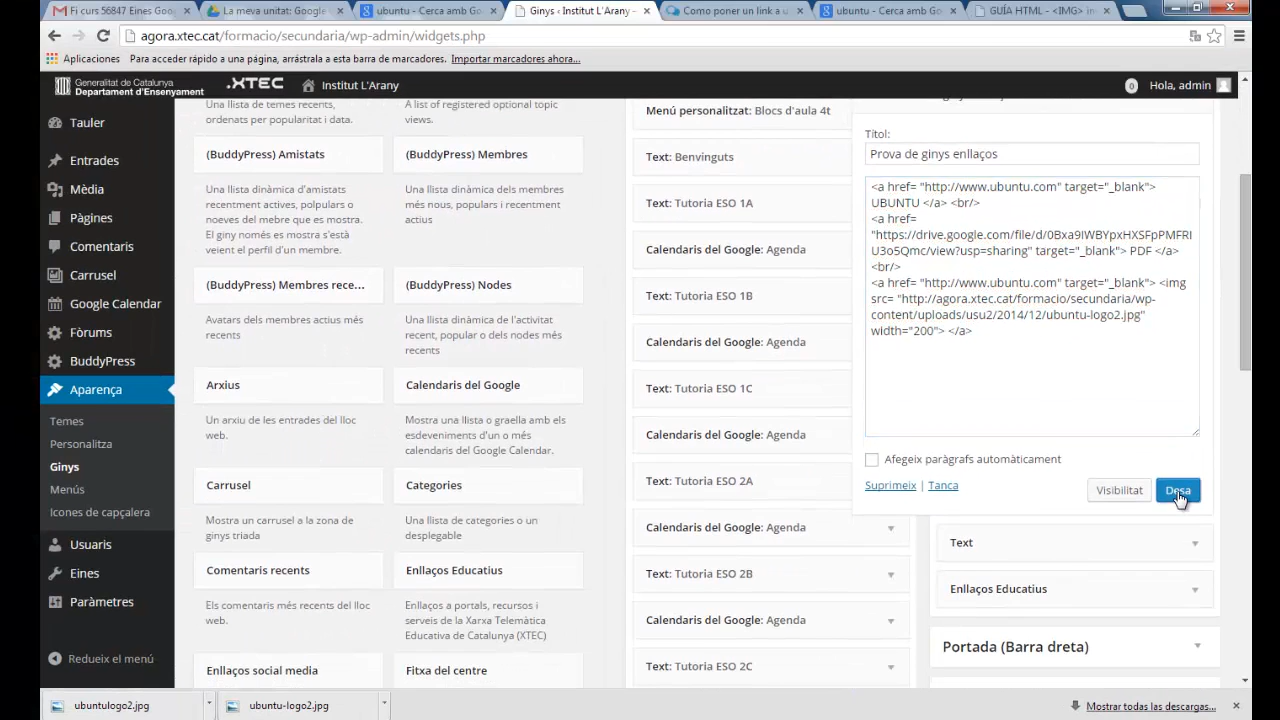 Fi curs 56847 Eines Goo
La meva unitat: Google
ubuntu - Cerca amb Go
Ginys ‹ Institut L'Arany –
Como poner un link a u
ubuntu - Cerca amb Go
GUÍA HTML - <IMG> in
agora.xtec.cat/formacio/secundaria/wp-admin/widgets.php
Aplicaciones
Para acceder rápido a una página, arrástrala a esta barra de marcadores.
Importar marcadores ahora...
Generalitat de Catalunya
Departament d'Ensenyament
.XTEC
Institut L'Arany
0
Hola, admin
Tauler
Entrades
Mèdia
Pàgines
Comentaris
Carrusel
Google Calendar
Fòrums
BuddyPress
Aparença
Temes
Personalitza
Ginys
Menús
Icones de capçalera
Usuaris
Eines
Paràmetres
Redueix el menú
Una llista de temes recents,
ordenats per popularitat i data.
(BuddyPress) Amistats
Una llista dinàmica d'amistats
recentment actives, polpulars o
noveles del mebre que es mostra.
El giny només es mostra si s'està
veient el perfil d'un membre.
(BuddyPress) Membres rece...
Avatars dels membres actius més
recents
Arxius
Un arxiu de les entrades del lloc
web.
Carrusel
Mostra un carrusel a la zona de
ginys triada
Comentaris recents
Els comentaris més recents del lloc
web.
Enllaços social media
A list of registered optional topic
views.
(BuddyPress) Membres
Una llista dinàmica dels membres
més nous, populars i recentment
actius
(BuddyPress) Nodes
Una llista dinàmica de l'activitat
recent, popular o dels nodes més
recents
Calendaris del Google
Mostra una llista o graella amb els
esdeveniments d'un o més
calendaris del Google Calendar.
Categories
Una llista de categories o un
desplegable
Enllaços Educatius
Enllaços a portals, recursos i
serveis de la Xarxa Telemàtica
Educativa de Catalunya (XTEC)
Fitxa del centre
Menú personalitzat: Blocs d'aula 4t
Text: Benvinguts
Text: Tutoria ESO 1A
Calendaris del Google: Agenda
Text: Tutoria ESO 1B
Calendaris del Google: Agenda
Text: Tutoria ESO 1C
Calendaris del Google: Agenda
Text: Tutoria ESO 2A
Calendaris del Google: Agenda
Text: Tutoria ESO 2B
Calendaris del Google: Agenda
Text: Tutoria ESO 2C
Títol:
Prova de ginys enllaços
<a href= "http://www.ubuntu.com" target="_blank">
UBUNTU </a> <br/>
<a href=
"https://drive.google.com/file/d/0Bxa9IWBYpxHXSFpPMFRI
U3o5Qmc/view?usp=sharing" target="_blank"> PDF </a>
<br/>
<a href= "http://www.ubuntu.com" target="_blank"> <img
src= "http://agora.xtec.cat/formacio/secundaria/wp-
content/uploads/usu2/2014/12/ubuntu-logo2.jpg"
width="200"> </a>
Afegeix paràgrafs automàticament
Suprimeix | Tanca
Visibilitat
Desa
Text
Enllaços Educatius
Portada (Barra dreta)
ubuntulogo2.jpg
ubuntu-logo2.jpg
Mostrar todas las descargas...